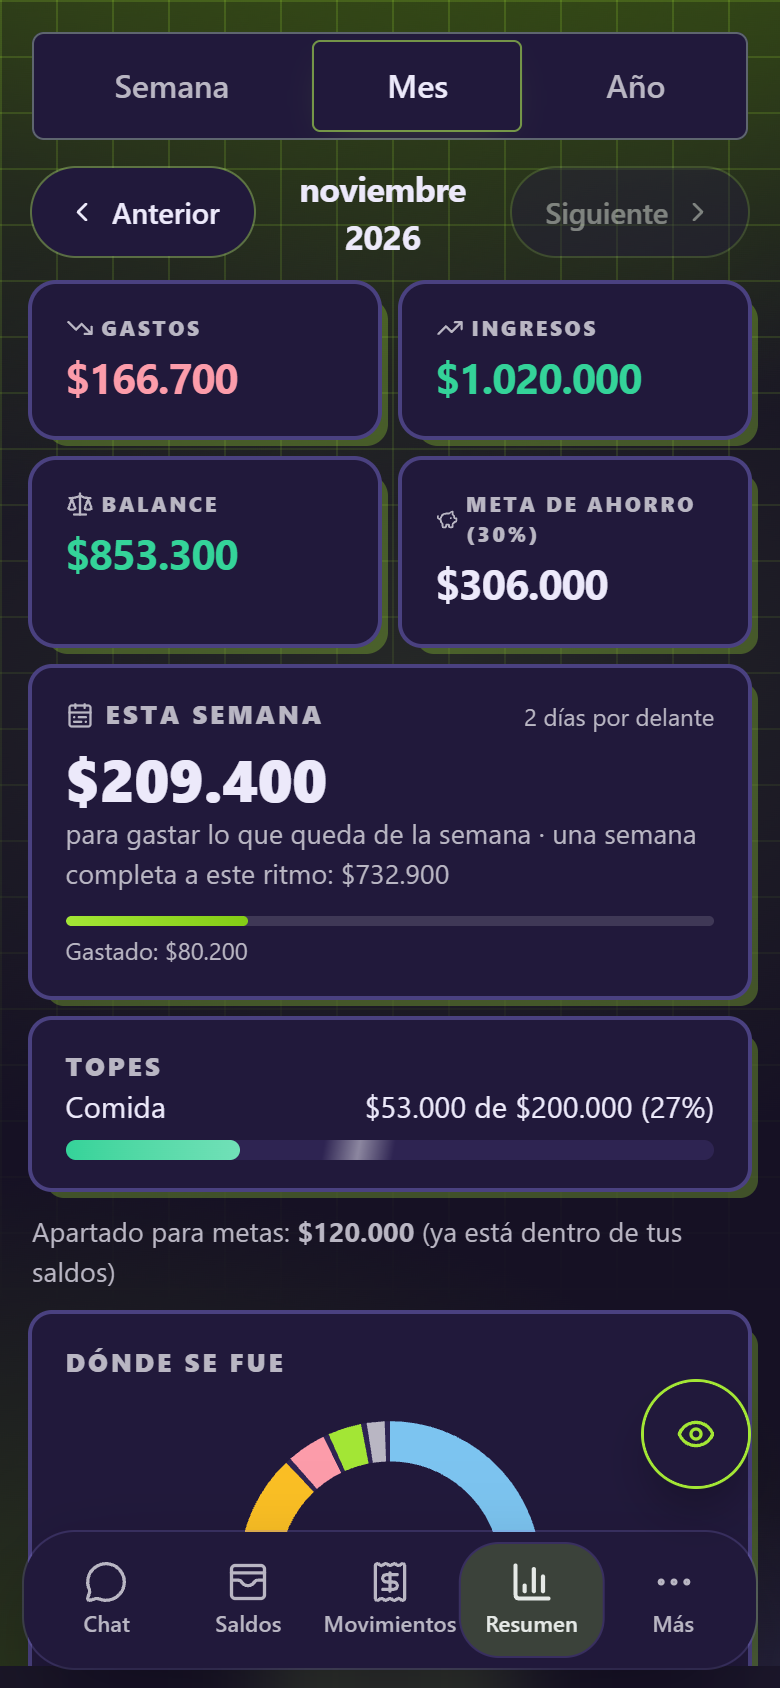 Semana Mes Año
Anterior noviembre 2026 Siguiente
GASTOS
$166.700
INGRESOS
$1.020.000
BALANCE
$853.300
META DE AHORRO
(30%)
$306.000
ESTA SEMANA 2 días por delante
$209.400
para gastar lo que queda de la semana · una semana
completa a este ritmo: $732.900
Gastado: $80.200
TOPES
Comida $53.000 de $200.000 (27%)
Apartado para metas: $120.000 (ya está dentro de tus
saldos)
DÓNDE SE FUE
Chat Saldos Movimientos Resumen Más